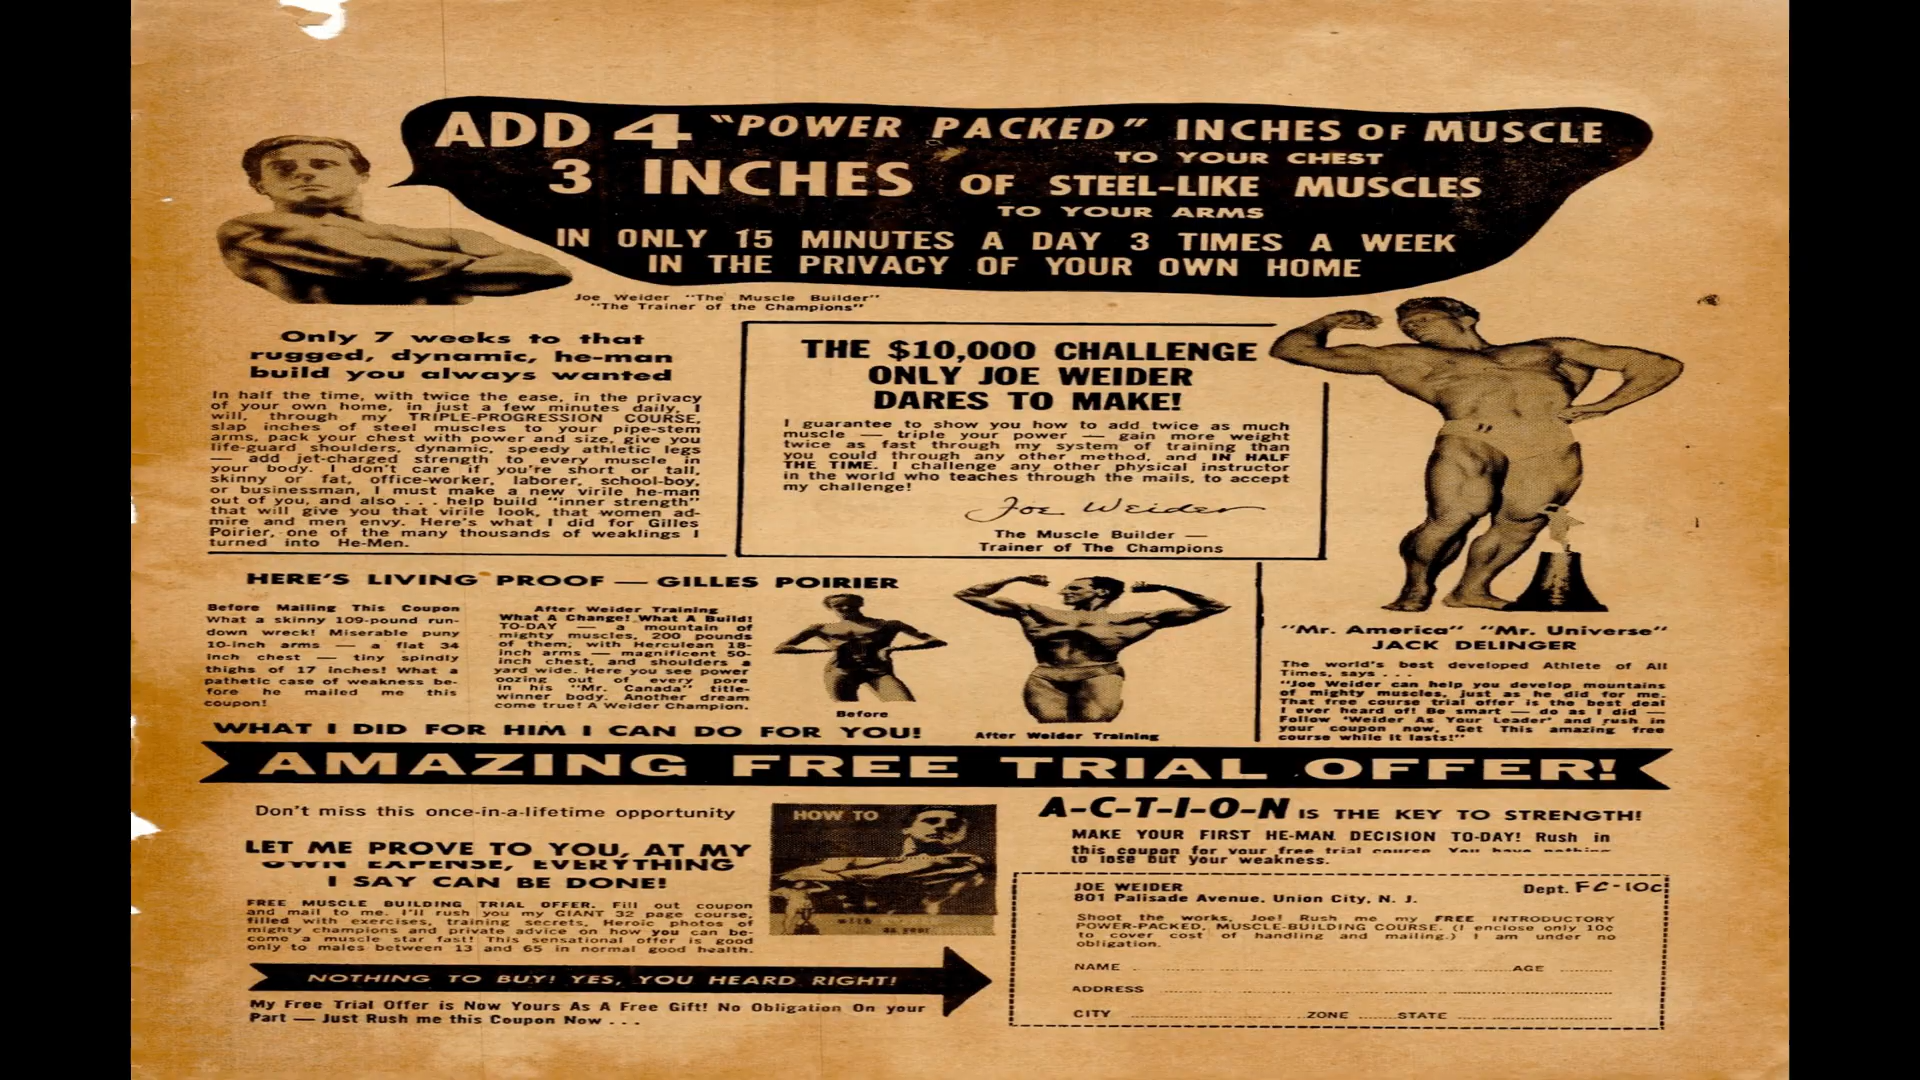 ADD 4 "POWER PACKED" INCHES OF MUSCLE
TO YOUR CHEST
3 INCHES OF STEEL-LIKE MUSCLES
TO YOUR ARMS
IN ONLY 15 MINUTES A DAY 3 TIMES A WEEK
IN THE PRIVACY OF YOUR OWN HOME
Joe Weider "The Muscle Builder"
"The Trainer of the Champions"
Only 7 weeks to that
rugged, dynamic, he-man
build you always wanted
In half the time, with twice the ease, in the privacy
of your own home, in just a few minutes daily, I
will, through my TRIPLE-PROGRESSION COURSE,
slap inches of steel muscles to your pipe-stem
arms, pack your chest with power and size, give you
life-guard shoulders, dynamic, speedy athletic legs
— add jet-charged strength to every muscle in
your body. I don't care if you're short or tall,
skinny or fat, office-worker, laborer, school-boy,
or businessman, I must make a new virile he-man
out of you, and also . . . help build "inner strength"
that will give you that virile look, that women ad-
mire and men envy. Here's what I did for Gilles
Poirier, one of the many thousands of weaklings I
turned into He-Men.
THE $10,000 CHALLENGE
ONLY JOE WEIDER
DARES TO MAKE!
I guarantee to show you how to add twice as much
muscle — triple your power — gain more weight
twice as fast through my system of training than
you could through any other method, and IN HALF
THE TIME. I challenge any other physical instructor
in the world who teaches through the mails, to accept
my challenge!
Joe Weider
The Muscle Builder —
Trainer of The Champions
HERE'S LIVING PROOF — GILLES POIRIER
Before Mailing This Coupon
What a skinny 109-pound run-
down wreck! Miserable puny
10-inch arms — a flat 34
inch chest — tiny spindly
thighs of 17 inches! What a
pathetic case of weakness be-
fore he mailed me this
coupon!
After Weider Training
What A Change! What A Build!
TO-DAY — a mountain of
mighty muscles, 200 pounds
of them, with Herculean 18-
inch arms — magnificent 50-
inch chest, and shoulders a
yard wide. Here you see power
oozing out of every pore
in his "Mr. Canada" title-
winner body. Another dream
come true! A Weider Champion.
Before
After Weider Training
WHAT I DID FOR HIM I CAN DO FOR YOU!
"Mr. America" "Mr. Universe"
JACK DELINGER
The world's best developed Athlete of All
Times, says . . .
"Joe Weider can help you develop mountains
of mighty muscles, just as he did for me.
That free course trial offer is the best deal
I ever heard of! Be smart — do as I did —
Follow 'Weider As Your Leader' and rush in
your coupon now. Get This amazing free
course while it lasts!"
AMAZING FREE TRIAL OFFER!
Don't miss this once-in-a-lifetime opportunity
LET ME PROVE TO YOU, AT MY
OWN EXPENSE, EVERYTHING
I SAY CAN BE DONE!
FREE MUSCLE BUILDING TRIAL OFFER. Fill out coupon
and mail to me. I'll rush you my GIANT 32 page course,
filled with exercises, training secrets, Heroic photos of
mighty champions and private advice on how you can be-
come a muscle star fast! This sensational offer is good
only to males between 13 and 65 in normal good health.
HOW TO
with
NOTHING TO BUY! YES, YOU HEARD RIGHT!
My Free Trial Offer is Now Yours As A Free Gift! No Obligation On your
Part — Just Rush me this Coupon Now . . .
A-C-T-I-O-N IS THE KEY TO STRENGTH!
MAKE YOUR FIRST HE-MAN DECISION TO-DAY! Rush in
this coupon for your free trial course. You have nothing
to lose but your weakness.
JOE WEIDER
Dept. FC-10C
801 Palisade Avenue. Union City, N. J.
Shoot the works, Joe! Rush me my FREE INTRODUCTORY
POWER-PACKED, MUSCLE-BUILDING COURSE. (I enclose only 10¢
to cover cost of handling and mailing.) I am under no
obligation.
NAME AGE
ADDRESS
CITY ZONE STATE